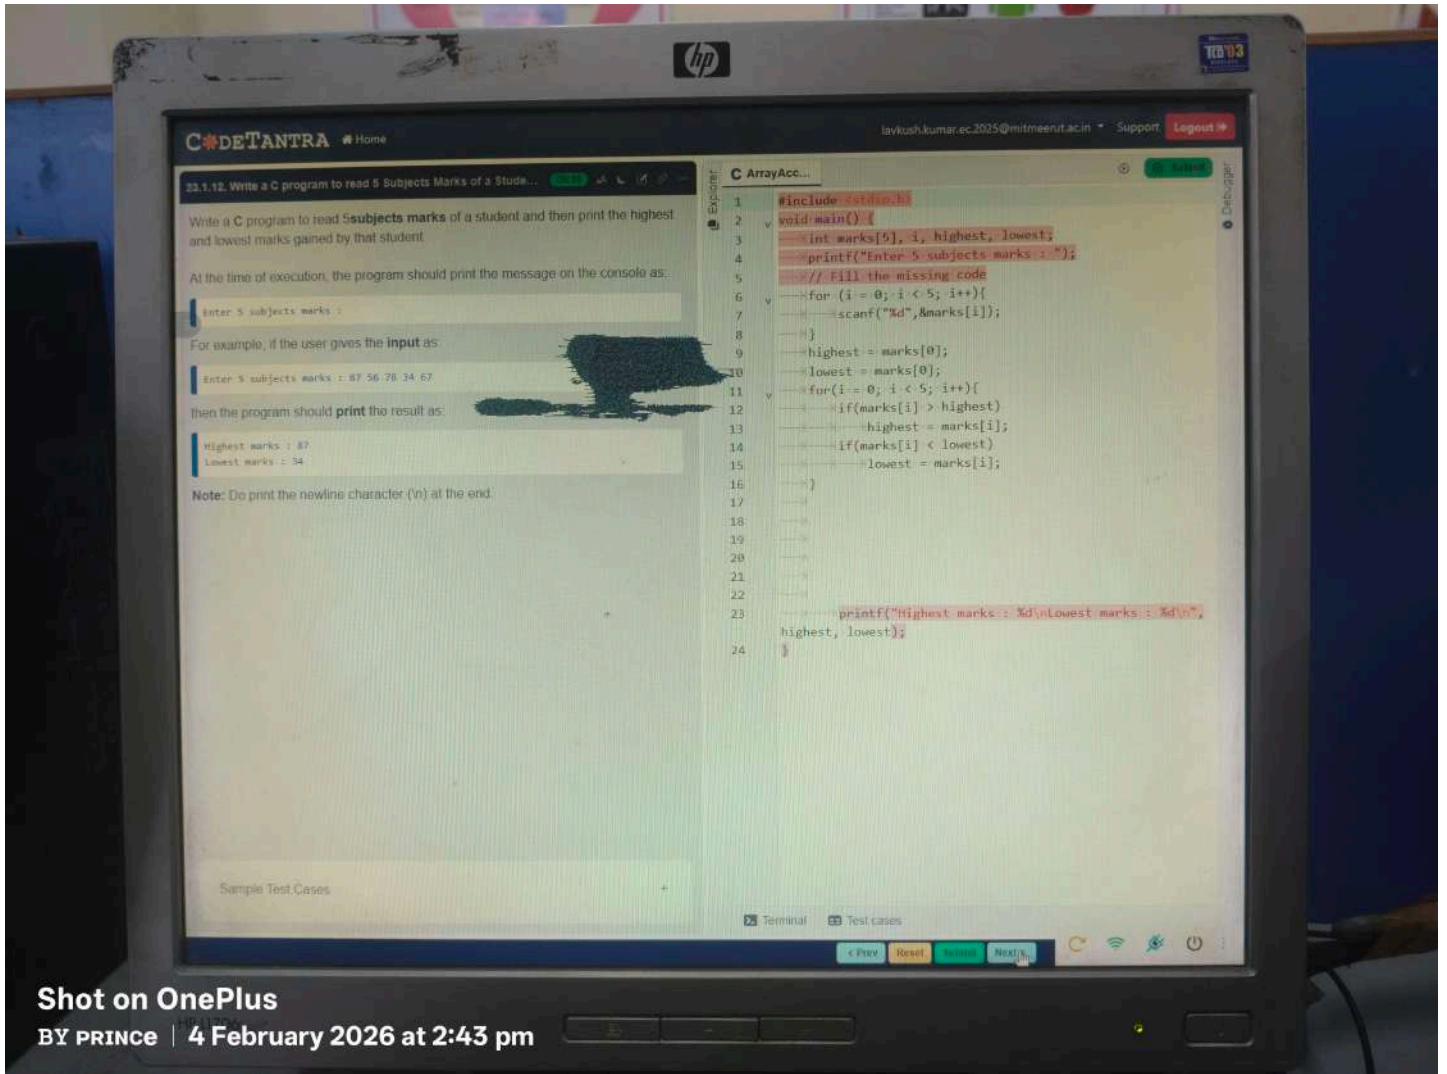 hp
CODETANTRA Home
lavkush.kumar.ec.2025@mitmeerut.ac.in Support Logout
23.1.12. Write a C program to read 5 Subjects Marks of a Stude...
Write a C program to read 5subjects marks of a student and then print the highest
and lowest marks gained by that student
At the time of execution, the program should print the message on the console as:
Enter 5 subjects marks :
For example, if the user gives the input as:
Enter 5 subjects marks : 87 56 78 34 67
then the program should print the result as:
Highest marks : 87
Lowest marks : 34
Note: Do print the newline character (\n) at the end.
Sample Test Cases +
Explorer
C ArrayAcc...
Submit
Debugger
1 #include <stdio.h>
2 void main() {
3 int marks[5], i, highest, lowest;
4 printf("Enter 5 subjects marks : ");
5 // Fill the missing code
6 for (i = 0; i < 5; i++){
7 scanf("%d",&marks[i]);
8 }
9 highest = marks[0];
10 lowest = marks[0];
11 for(i = 0; i < 5; i++){
12 if(marks[i] > highest)
13 highest = marks[i];
14 if(marks[i] < lowest)
15 lowest = marks[i];
16 }
17
18
19
20
21
22
23 printf("Highest marks : %d\nLowest marks : %d\n",
highest, lowest);
24 }
Terminal Test cases
< Prev Reset Submit Next >
Shot on OnePlus
BY PRINCE | 4 February 2026 at 2:43 pm